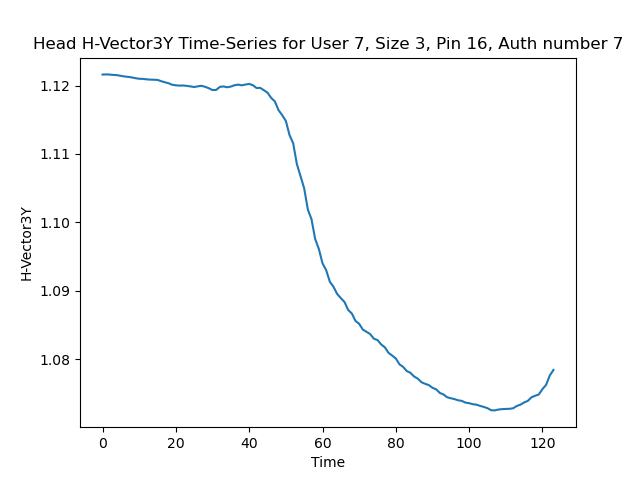 Head H-Vector3Y Time-Series for User 7, Size 3, Pin 16, Auth number 7
1.12
1.11
1.10
1.09
1.08
H-Vector3Y
0 20 40 60 80 100 120
Time